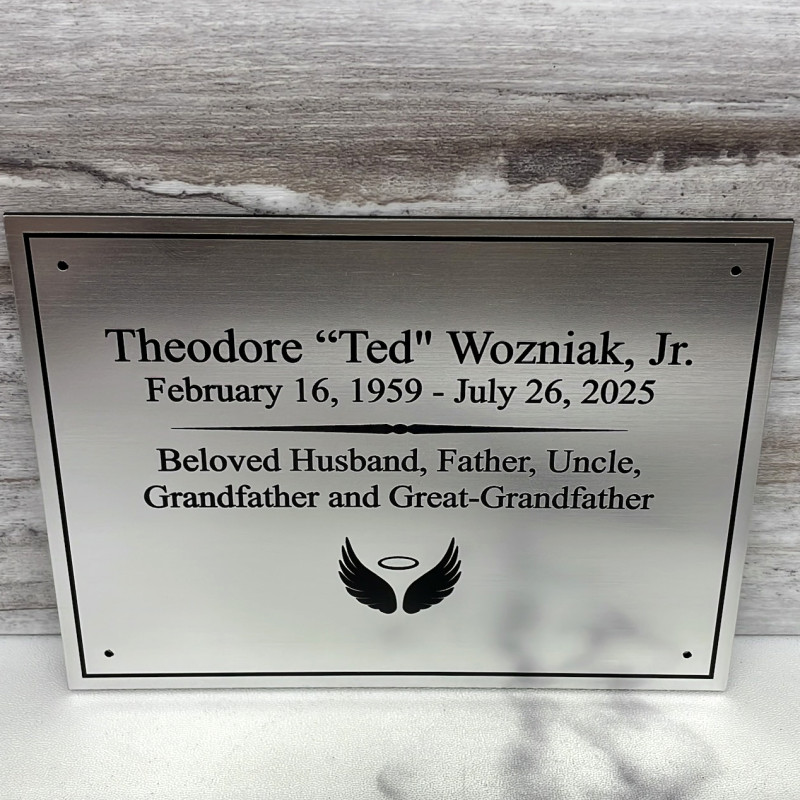 Theodore “Ted" Wozniak, Jr.
February 16, 1959 - July 26, 2025
Beloved Husband, Father, Uncle,
Grandfather and Great-Grandfather